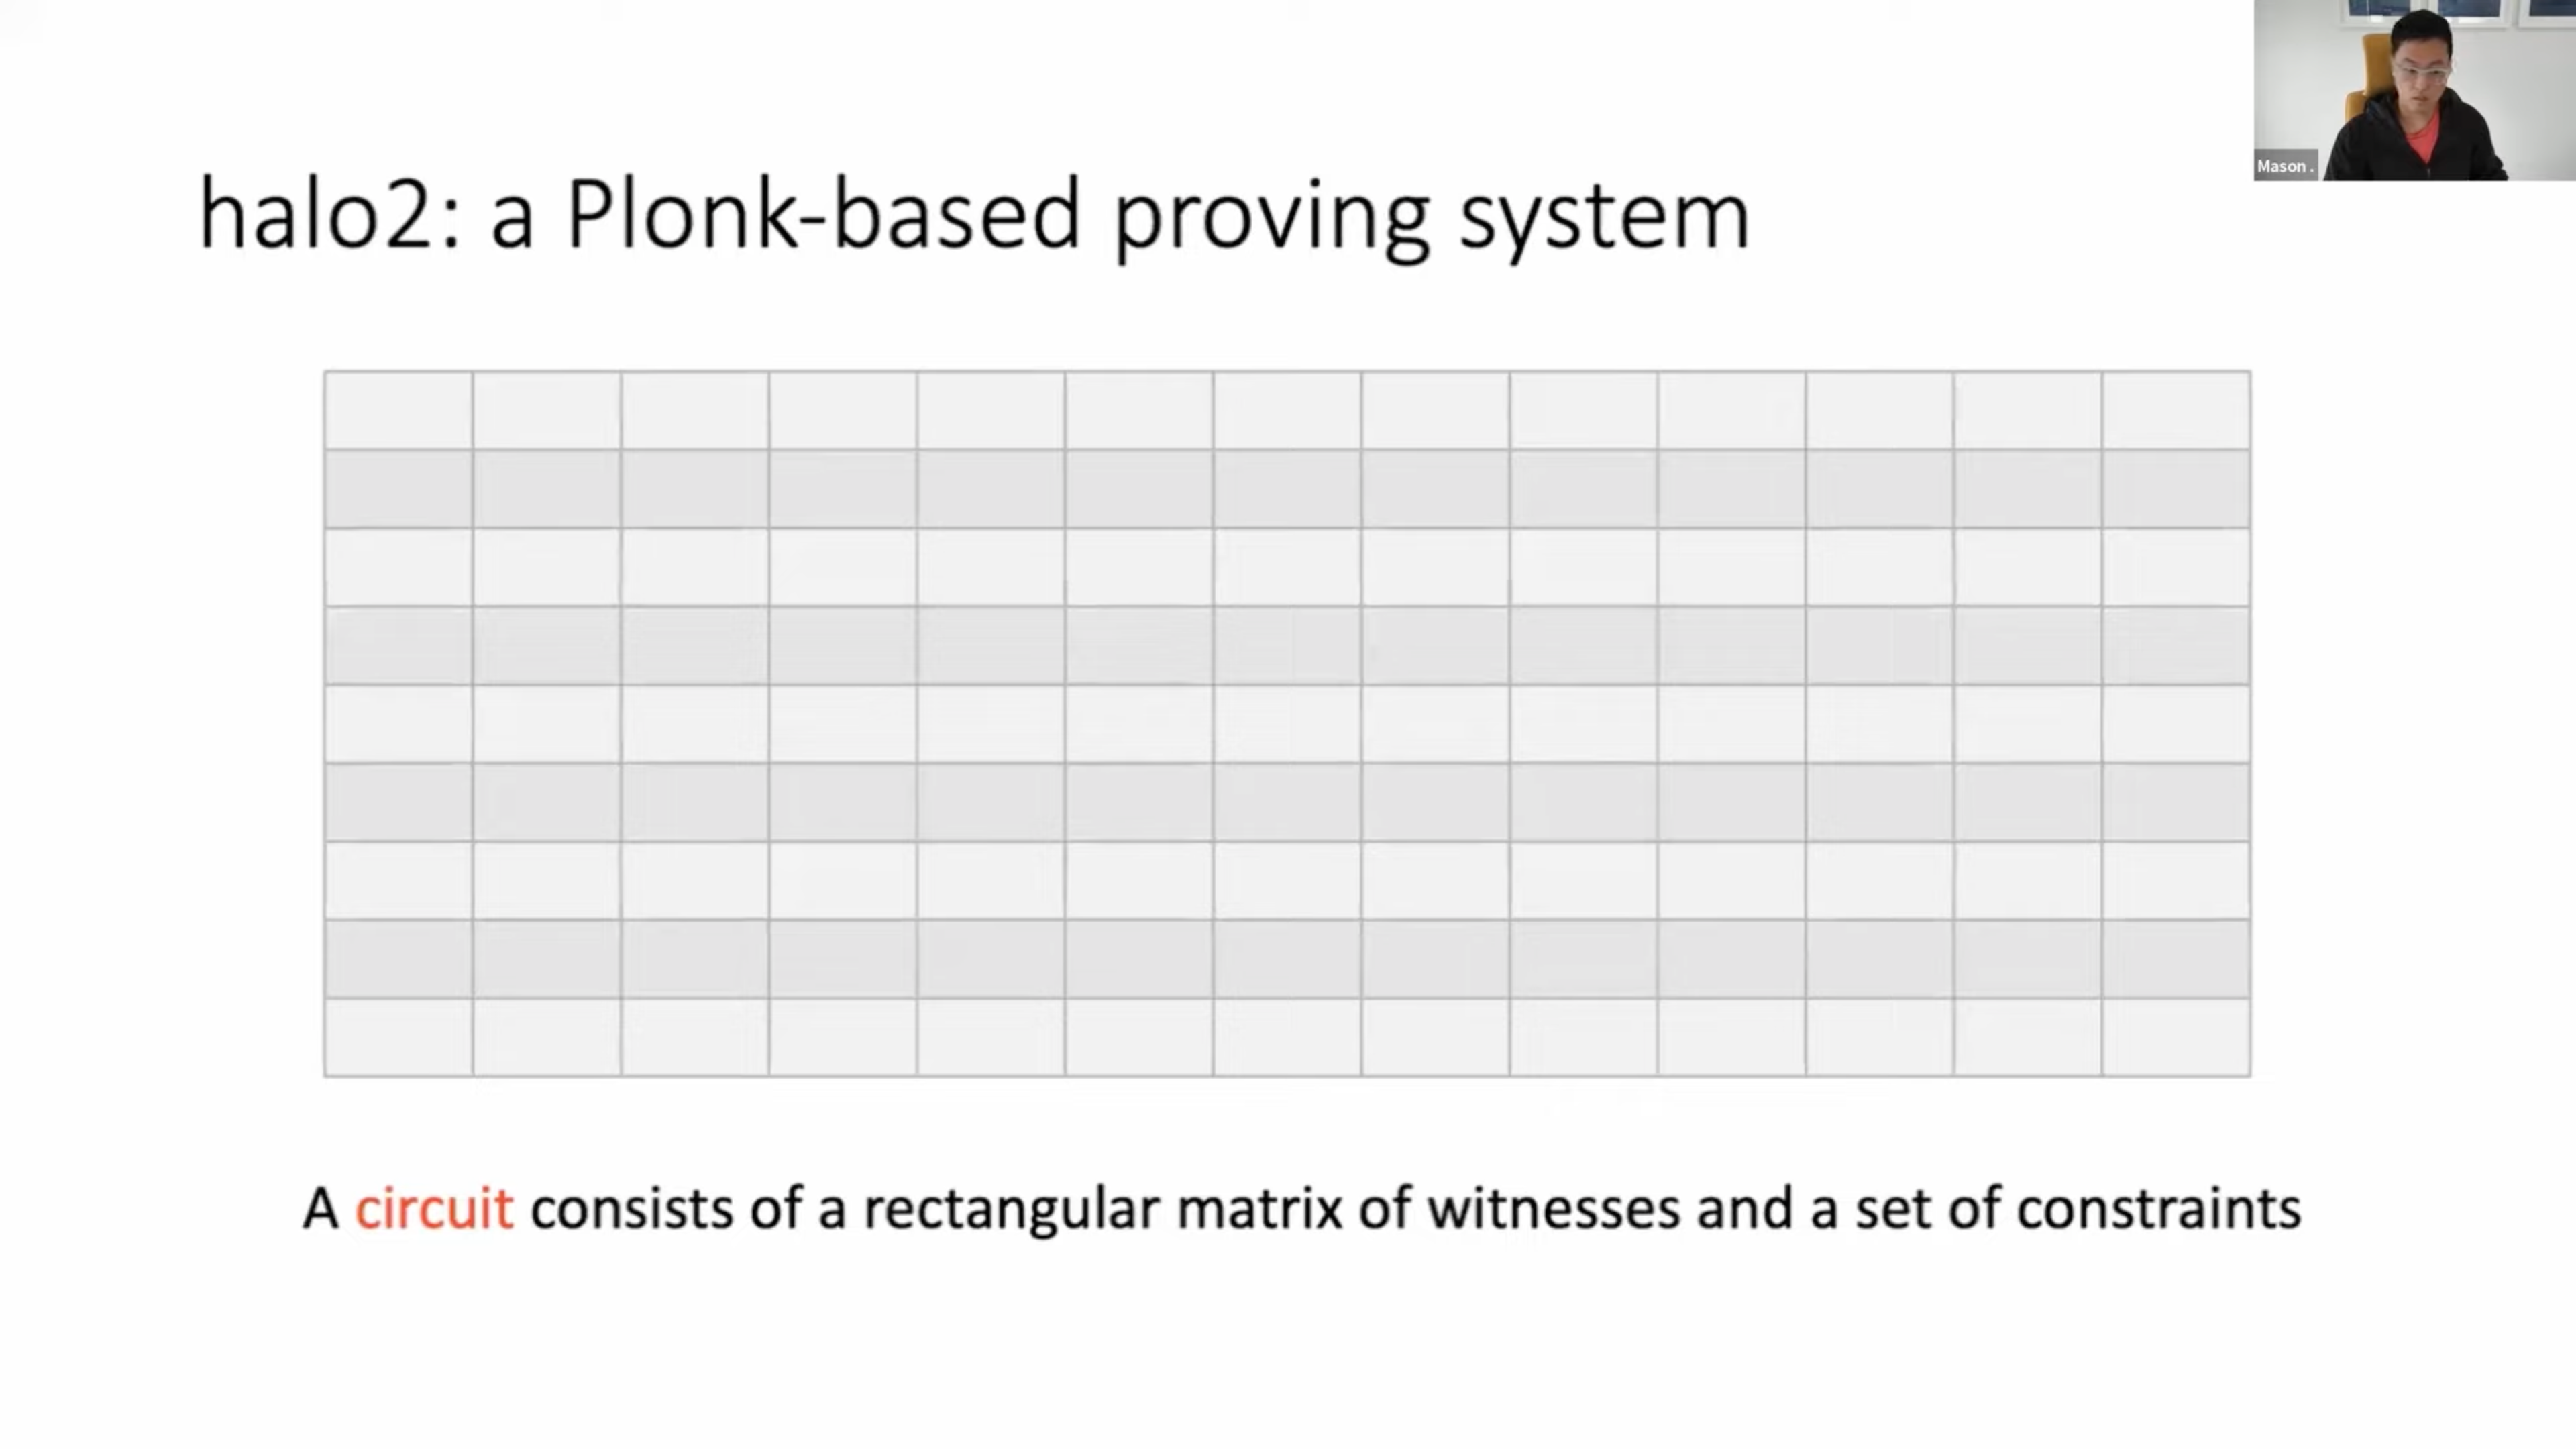 Mason .
halo2: a Plonk-based proving system
A circuit consists of a rectangular matrix of witnesses and a set of constraints